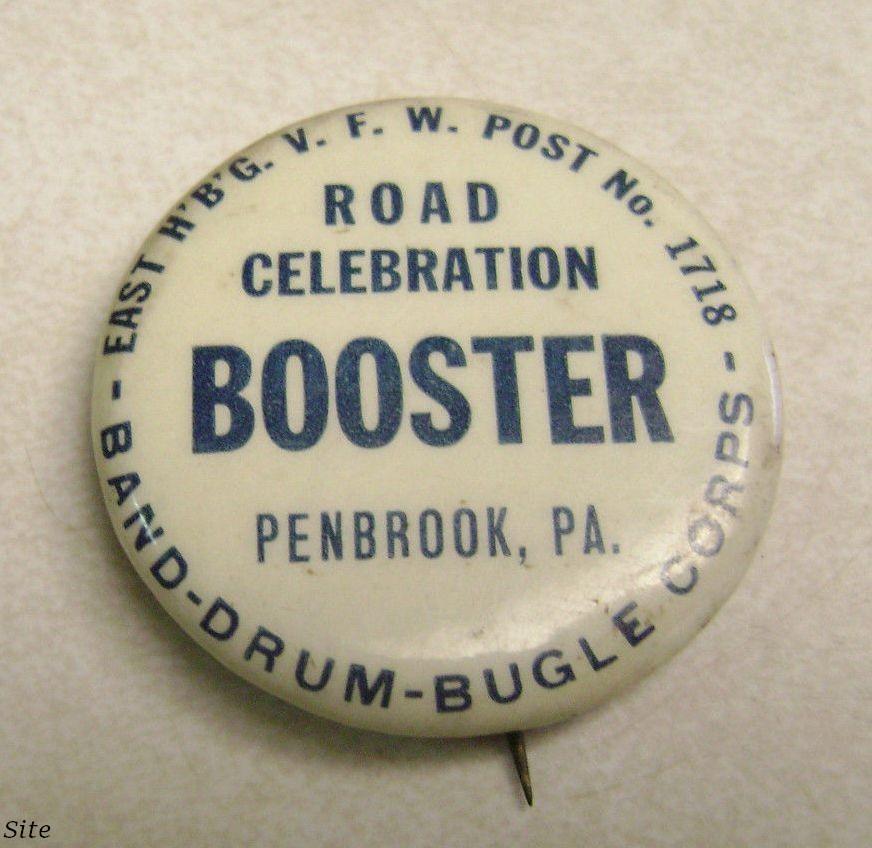 EAST H'B'G. V. F. W. POST No. 1718
ROAD
CELEBRATION
BOOSTER
PENBROOK, PA.
- BAND-DRUM-BUGLE CORPS -
Site